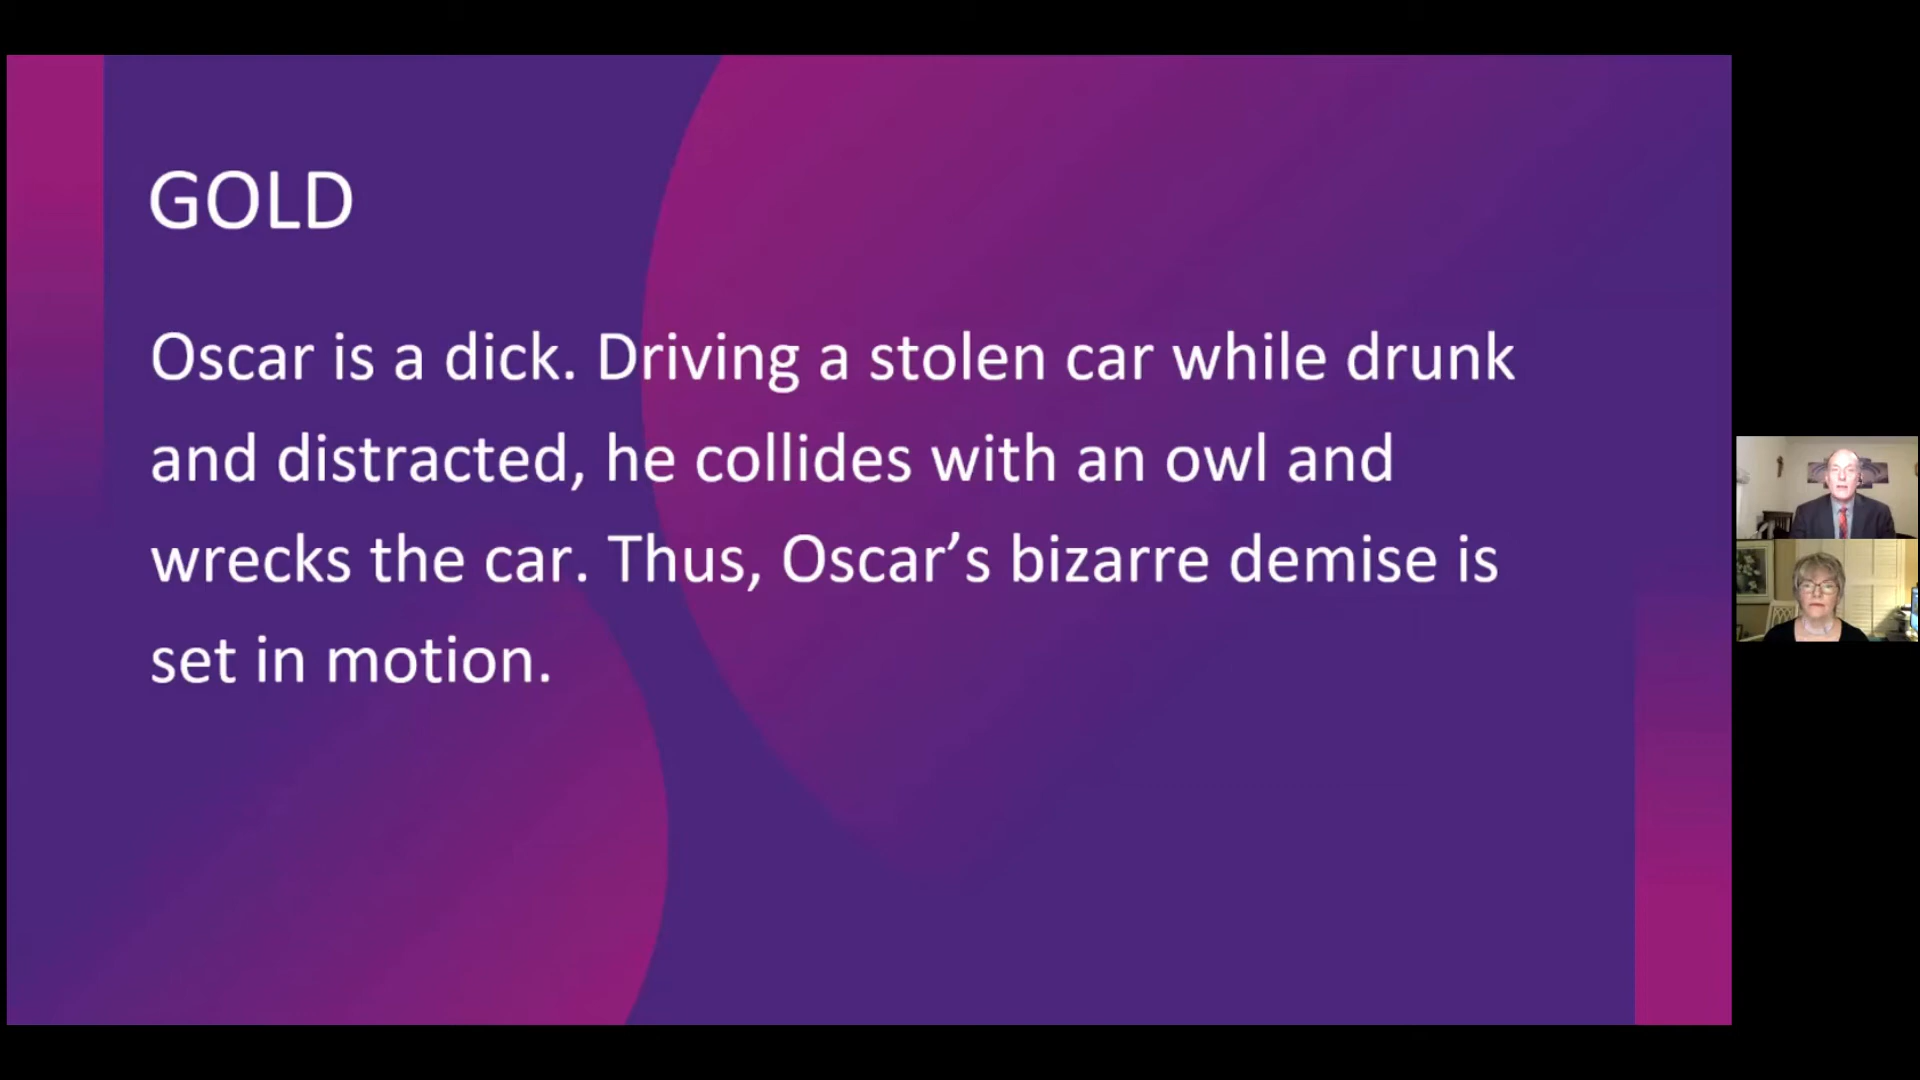 GOLD
Oscar is a dick. Driving a stolen car while drunk
and distracted, he collides with an owl and
wrecks the car. Thus, Oscar’s bizarre demise is
set in motion.